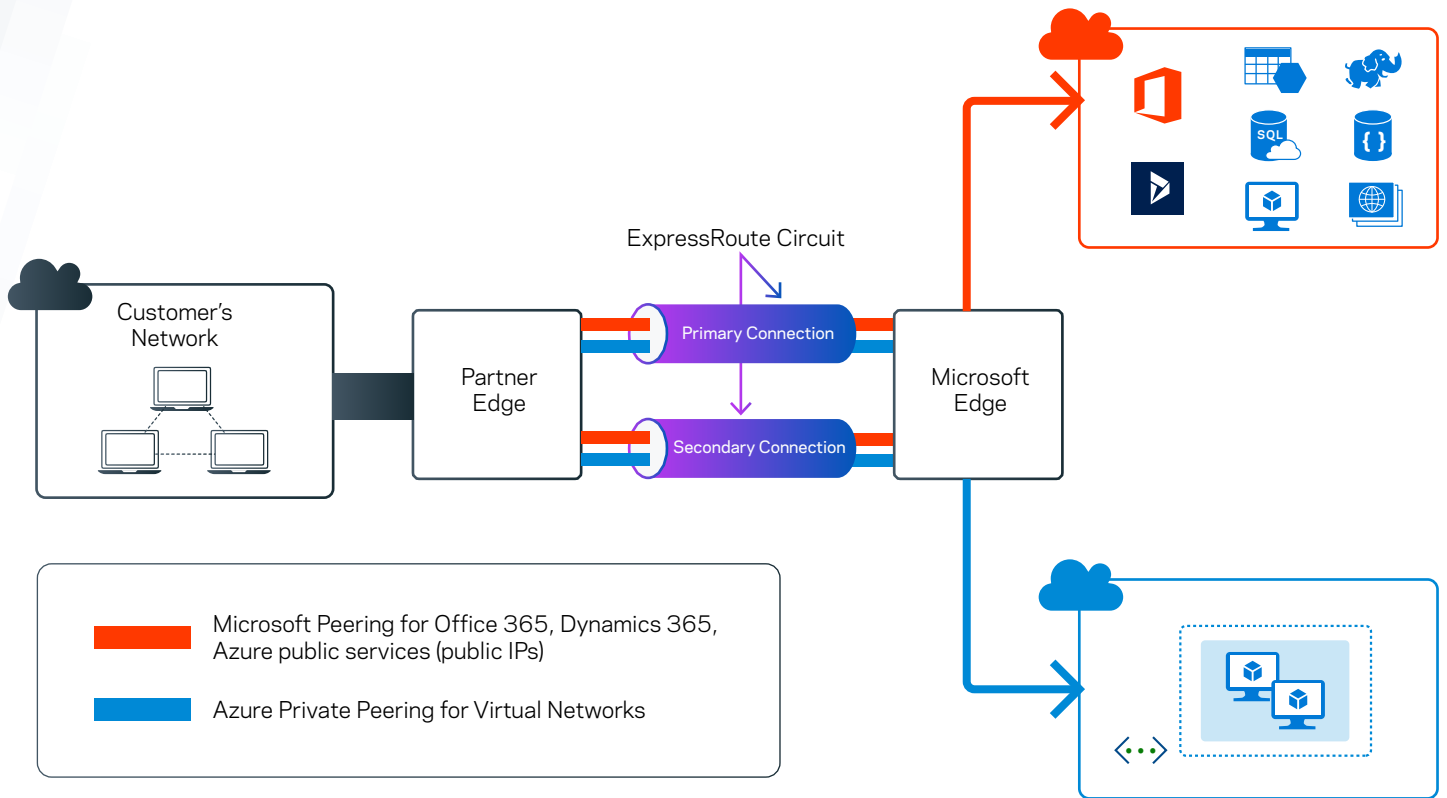 SQL
{ }
ExpressRoute Circuit
Customer's
Network
Primary Connection
Partner
Edge
Microsoft
Edge
Secondary Connection
Microsoft Peering for Office 365, Dynamics 365,
Azure public services (public IPs)
Azure Private Peering for Virtual Networks